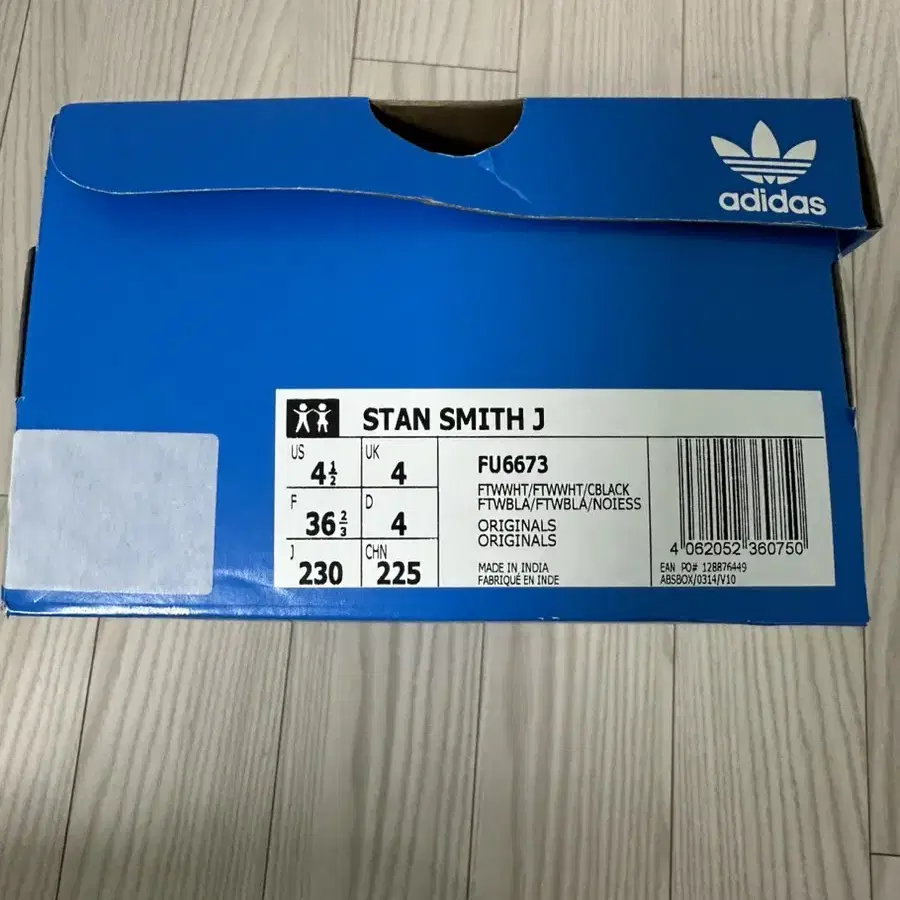 adidas
STAN SMITH J
US
4½
UK
4
F
36⅔
D
4
J
230
CHN
225
FU6673
FTWWHT/FTWWHT/CBLACK
FTWBLA/FTWBLA/NOIESS
ORIGINALS
ORIGINALS
MADE IN INDIA
FABRIQUÉ EN INDE
4 062052 360750
EAN PO# 128876449
ABSBOX/0314/V10